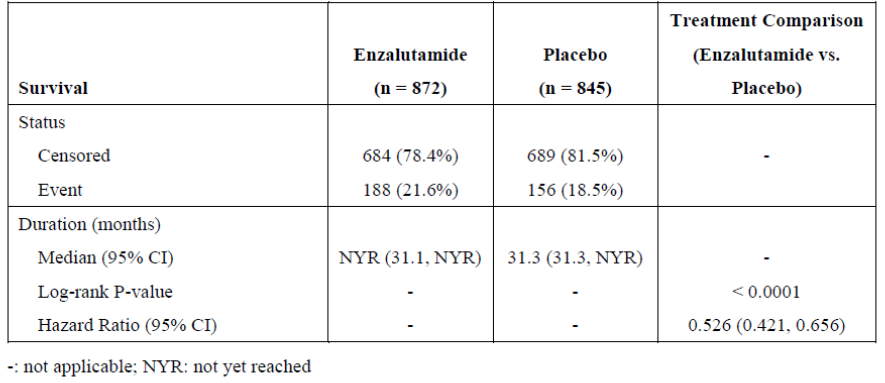 Survival
Enzalutamide
(n = 872)
Placebo
(n = 845)
Treatment Comparison
(Enzalutamide vs.
Placebo)
Status
Censored 684 (78.4%) 689 (81.5%) -
Event 188 (21.6%) 156 (18.5%)
Duration (months)
Median (95% CI) NYR (31.1, NYR) 31.3 (31.3, NYR) -
Log-rank P-value - - < 0.0001
Hazard Ratio (95% CI) - - 0.526 (0.421, 0.656)
-: not applicable; NYR: not yet reached